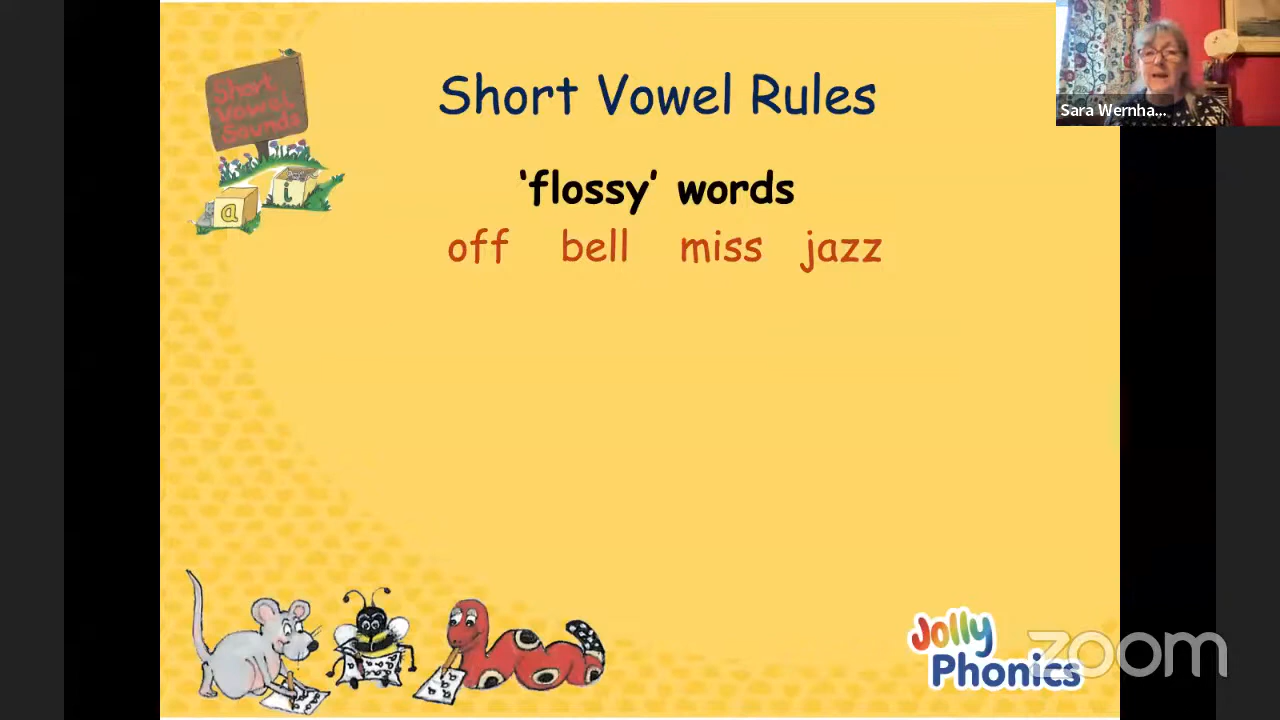 Short Vowel Rules
Short
Vowel
Sounds
a
i
'flossy' words
off bell miss jazz
Sara Wernha...
Jolly
Phonics
zoom